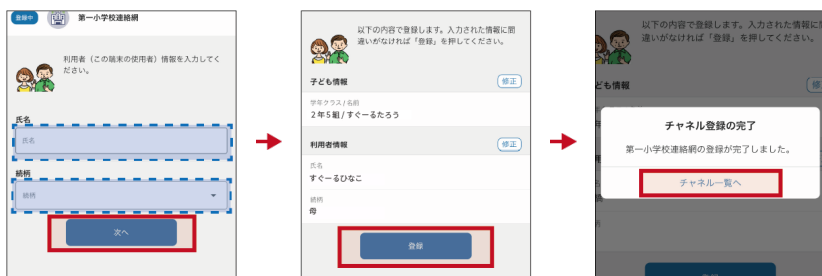 登録中 第一小学校連絡網
利用者（この端末の使用者）情報を入力してく
ださい。
氏名
氏名
続柄
続柄
次へ
以下の内容で登録します。入力された情報に間
違いがなければ「登録」を押してください。
子ども情報 修正
学年クラス / 名前
2年5組 / すぐーるたろう
利用者情報 修正
氏名
すぐーるひなこ
続柄
母
登録
以下の内容で登録します。入力された情報に
違いがなければ「登録」を押してください。
ども情報
チャネル登録の完了
第一小学校連絡網の登録が完了しました。
チャネル一覧へ
登録